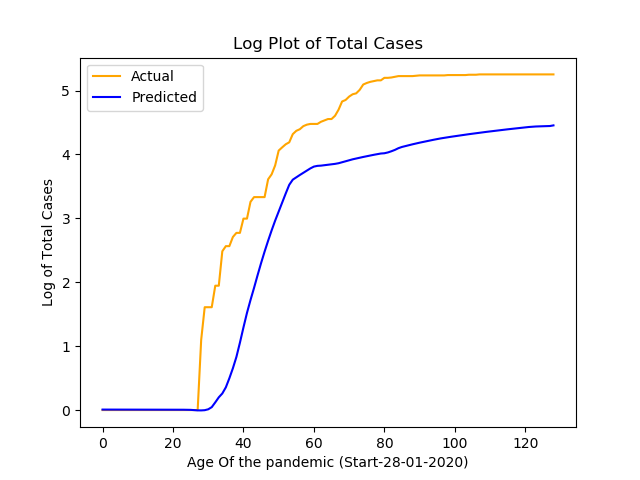 Log Plot of Total Cases
Actual
Predicted
Log of Total Cases
5
4
3
2
1
0
0 20 40 60 80 100 120
Age Of the pandemic (Start-28-01-2020)